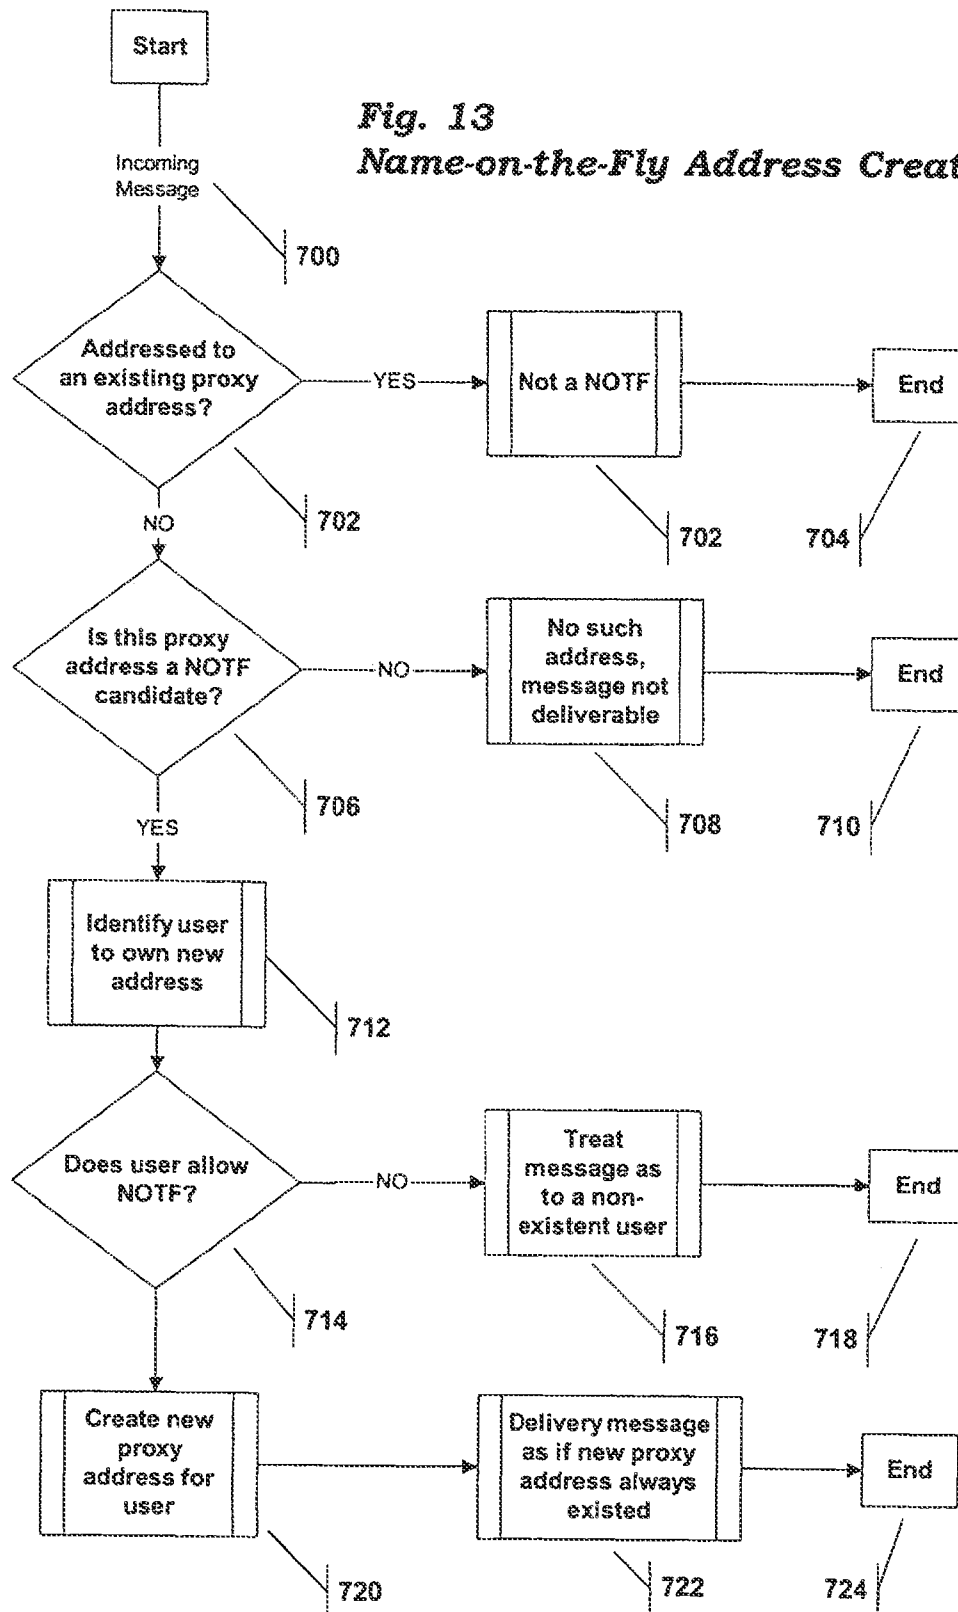 Start
Fig. 13
Name-on-the-Fly Address Creat
Incoming
Message
700
Addressed to
an existing proxy
address?
YES
Not a NOTF
End
702
702
704
NO
Is this proxy
address a NOTF
candidate?
NO
No such
address,
message not
deliverable
End
706
708
710
YES
Identify user
to own new
address
712
Does user allow
NOTF?
NO
Treat
message as
to a non-
existent user
End
714
716
718
Create new
proxy
address for
user
Delivery message
as if new proxy
address always
existed
End
720
722
724